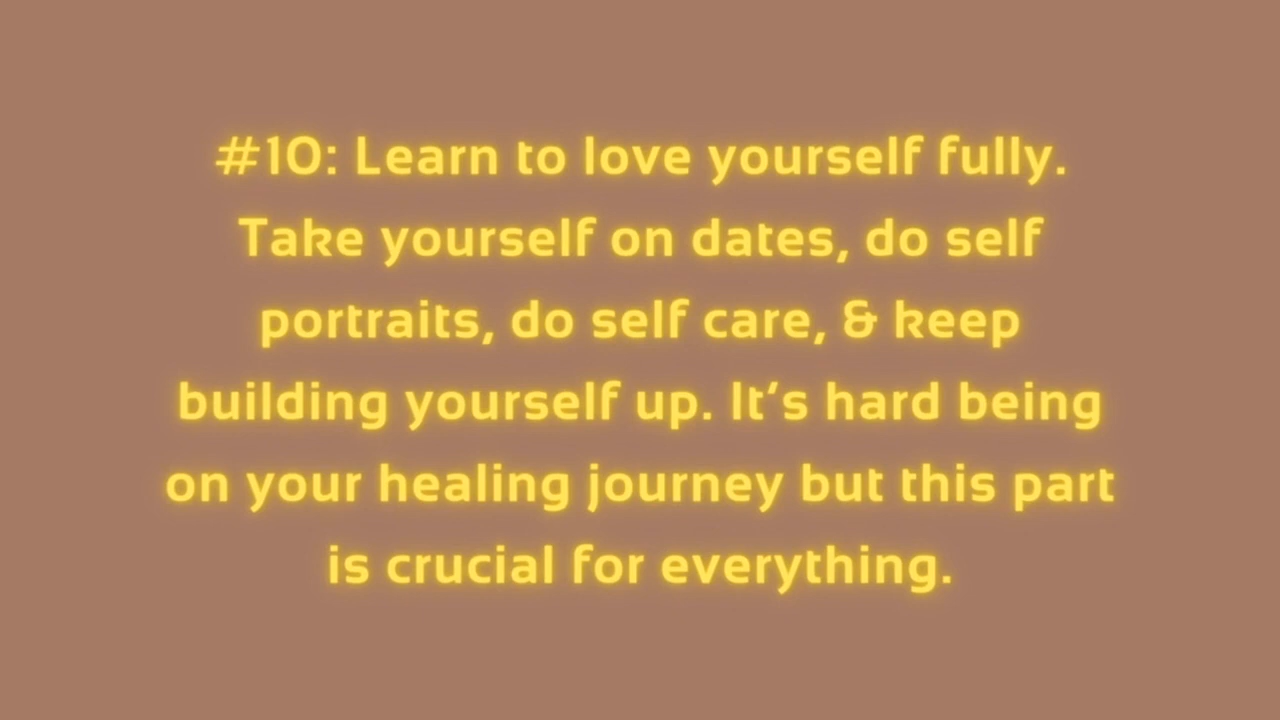 #10: Learn to love yourself fully.
Take yourself on dates, do self
portraits, do self care, & keep
building yourself up. It’s hard being
on your healing journey but this part
is crucial for everything.